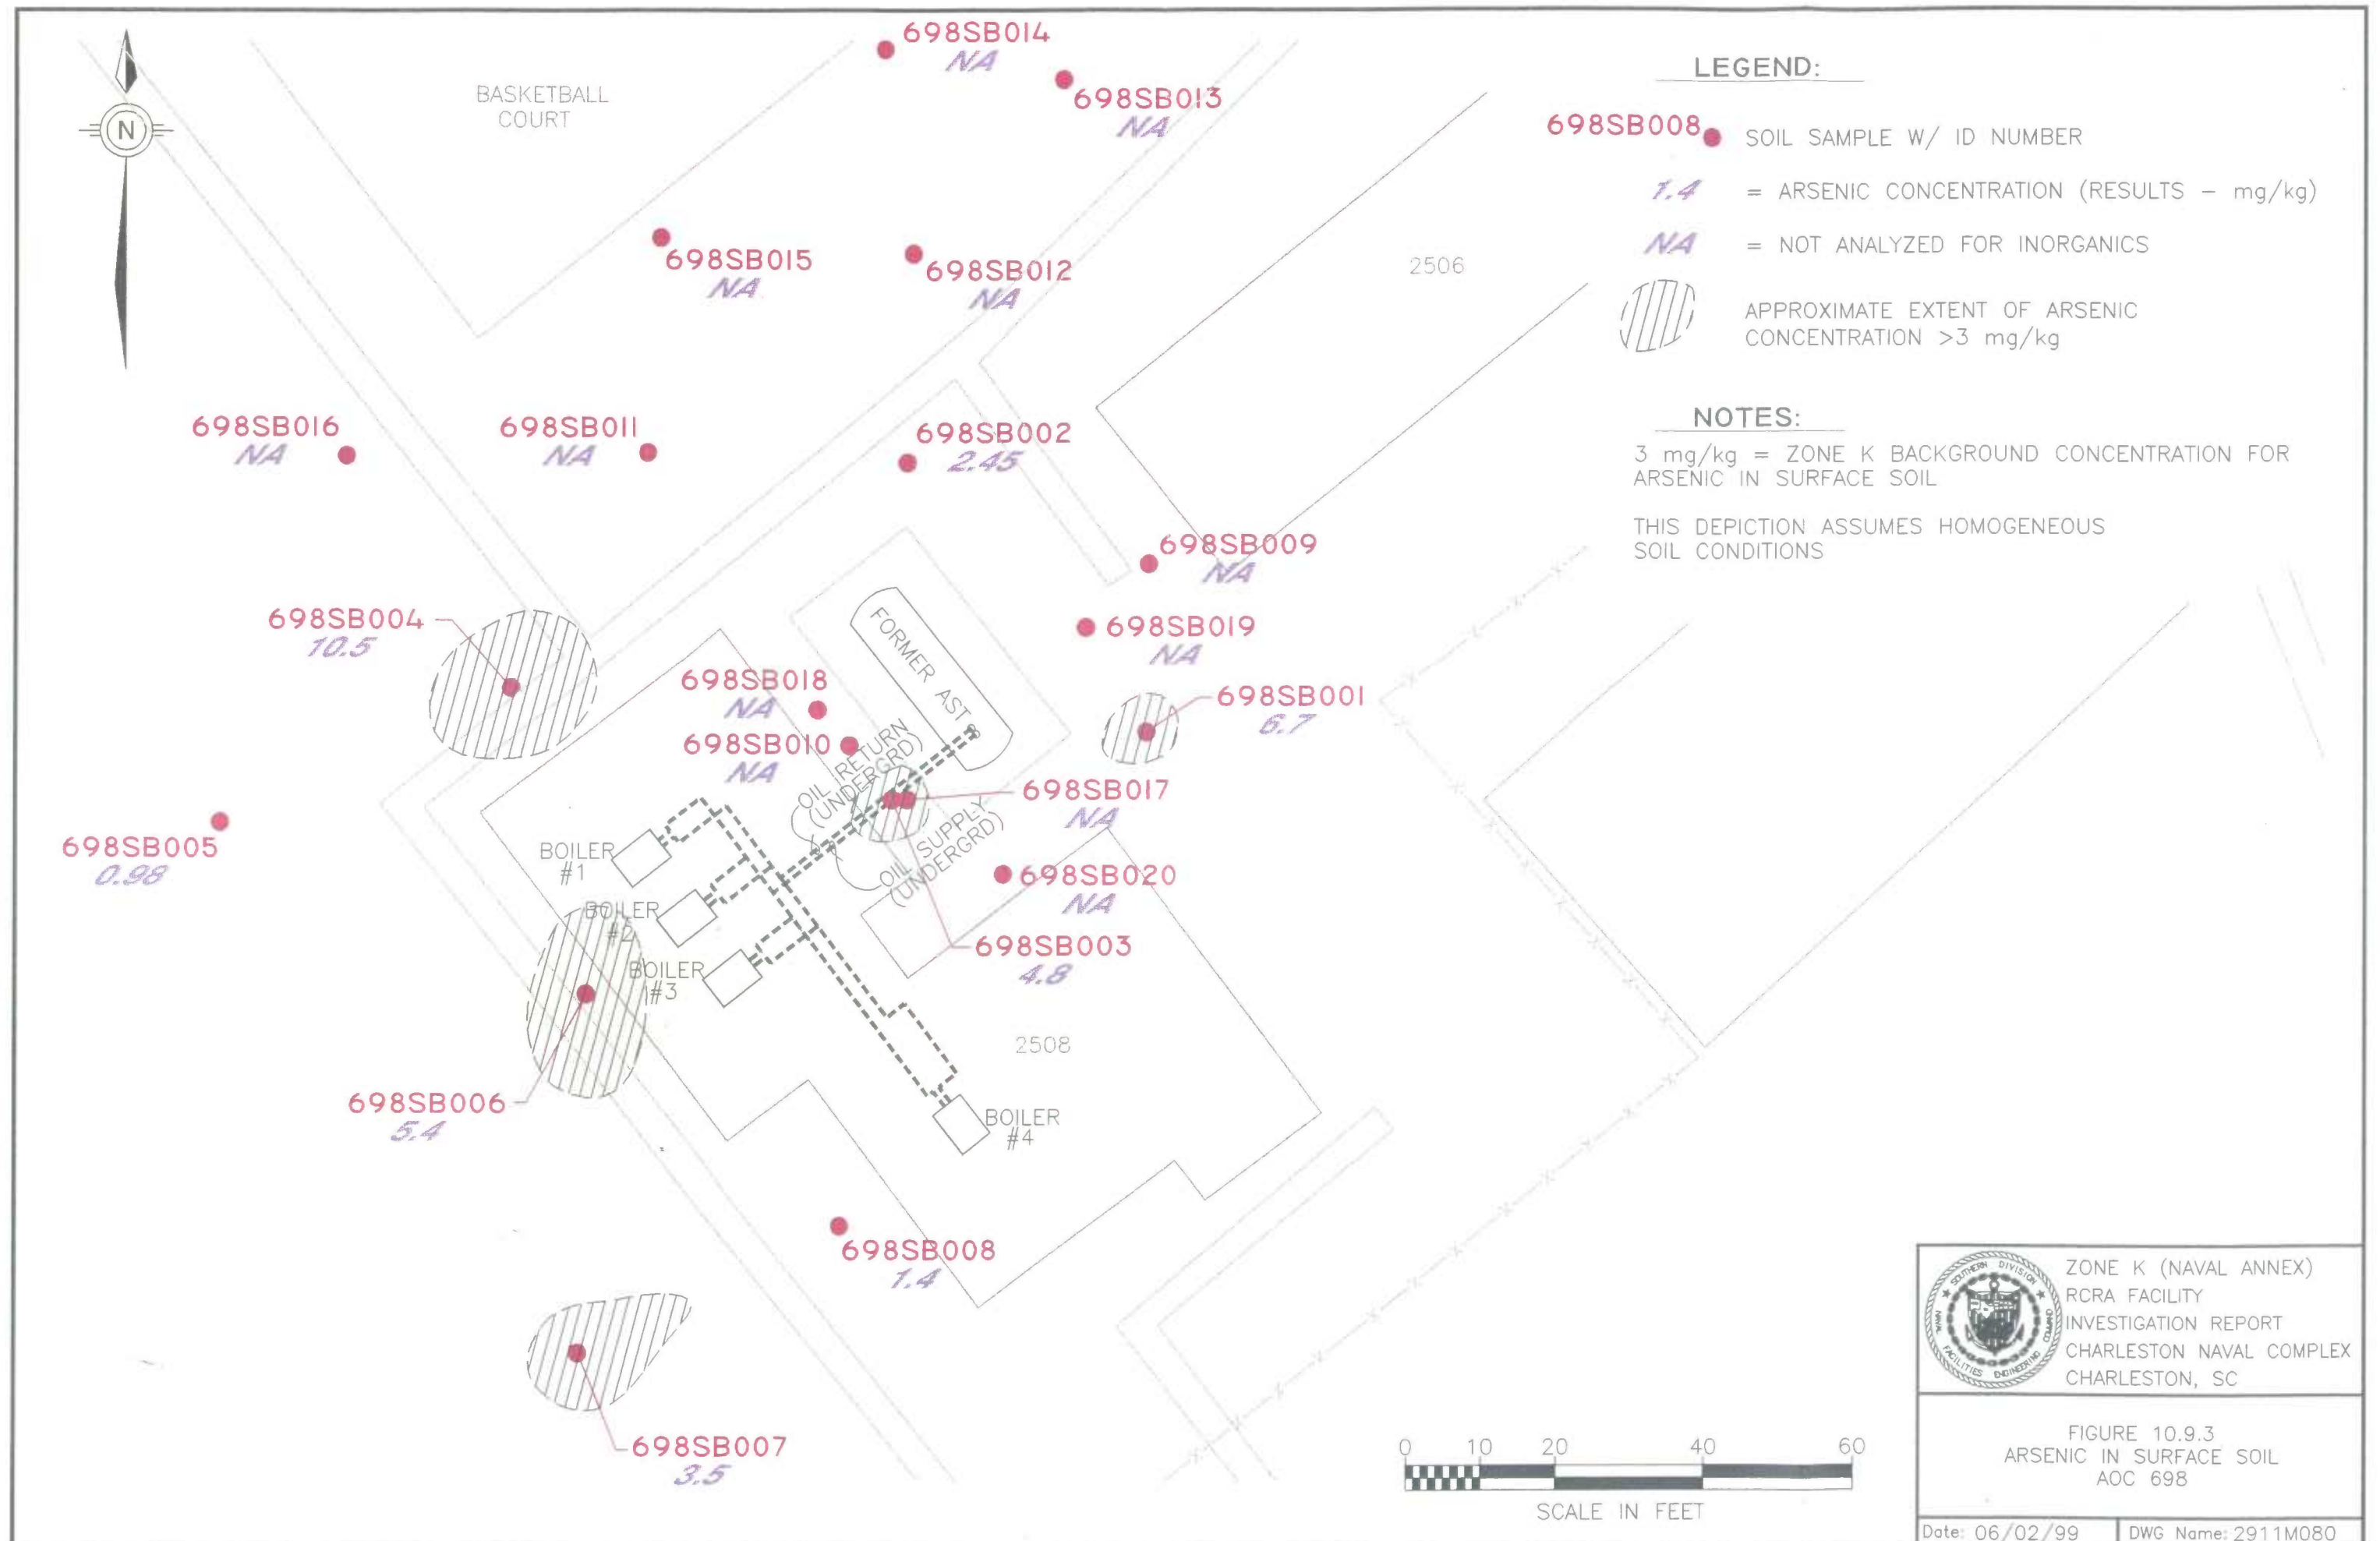 698SB014
NA
698SB013
NA
BASKETBALL
COURT
N
698SB015
NA
698SB012
NA
2506
698SB016
NA
698SB011
NA
698SB002
2.45
698SB009
NA
698SB004
10.5
698SB019
NA
FORMER AST
698SB018
NA
698SB001
6.7
698SB010
NA
OIL RETURN
(UNDERGRD)
698SB017
NA
OIL SUPPLY
(UNDERGRD)
698SB005
0.98
BOILER
#1
698SB020
NA
BOILER
#2
698SB003
4.8
BOILER
#3
2508
698SB006
5.4
BOILER
#4
698SB008
1.4
698SB007
3.5
LEGEND:
698SB008 SOIL SAMPLE W/ ID NUMBER
1.4 = ARSENIC CONCENTRATION (RESULTS – mg/kg)
NA = NOT ANALYZED FOR INORGANICS
APPROXIMATE EXTENT OF ARSENIC
CONCENTRATION >3 mg/kg
NOTES:
3 mg/kg = ZONE K BACKGROUND CONCENTRATION FOR
ARSENIC IN SURFACE SOIL
THIS DEPICTION ASSUMES HOMOGENEOUS
SOIL CONDITIONS
0 10 20 40 60
SCALE IN FEET
SOUTHERN DIVISION
NAVAL FACILITIES ENGINEERING
ZONE K (NAVAL ANNEX)
RCRA FACILITY
INVESTIGATION REPORT
CHARLESTON NAVAL COMPLEX
CHARLESTON, SC
FIGURE 10.9.3
ARSENIC IN SURFACE SOIL
AOC 698
Date: 06/02/99 DWG Name: 2911M080